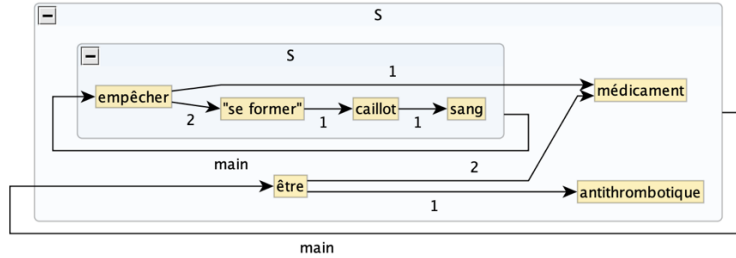 S
S
1
empêcher
"se former"
caillot
sang
médicament
2
1
1
main
2
être
antithrombotique
1
main